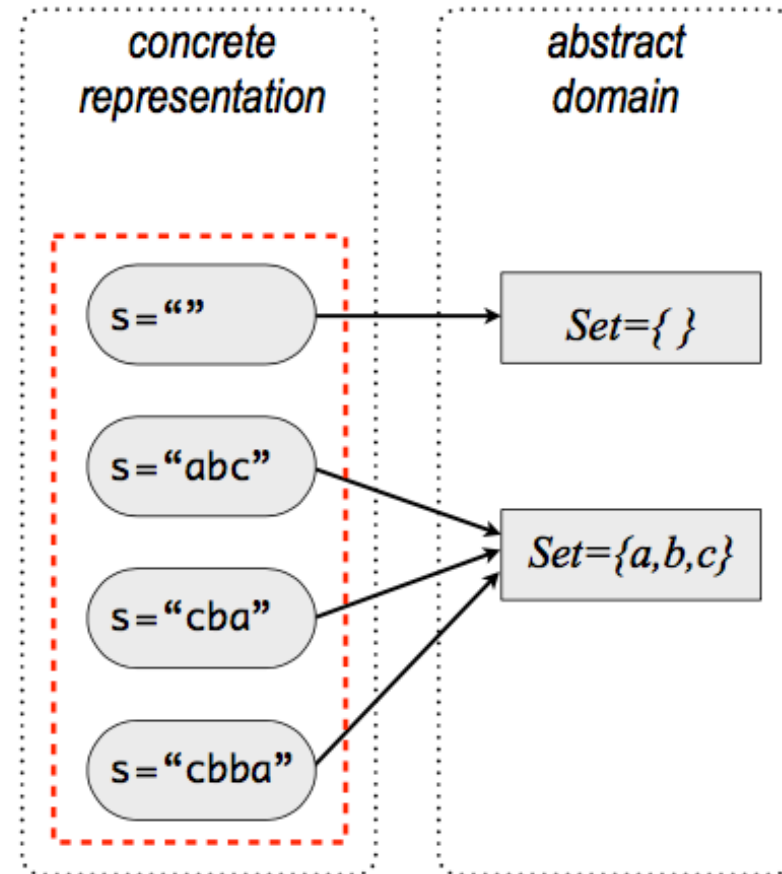 concrete
representation
abstract
domain
s=“”
Set={ }
s=“abc”
Set={a,b,c}
s=“cba”
s=“cbba”